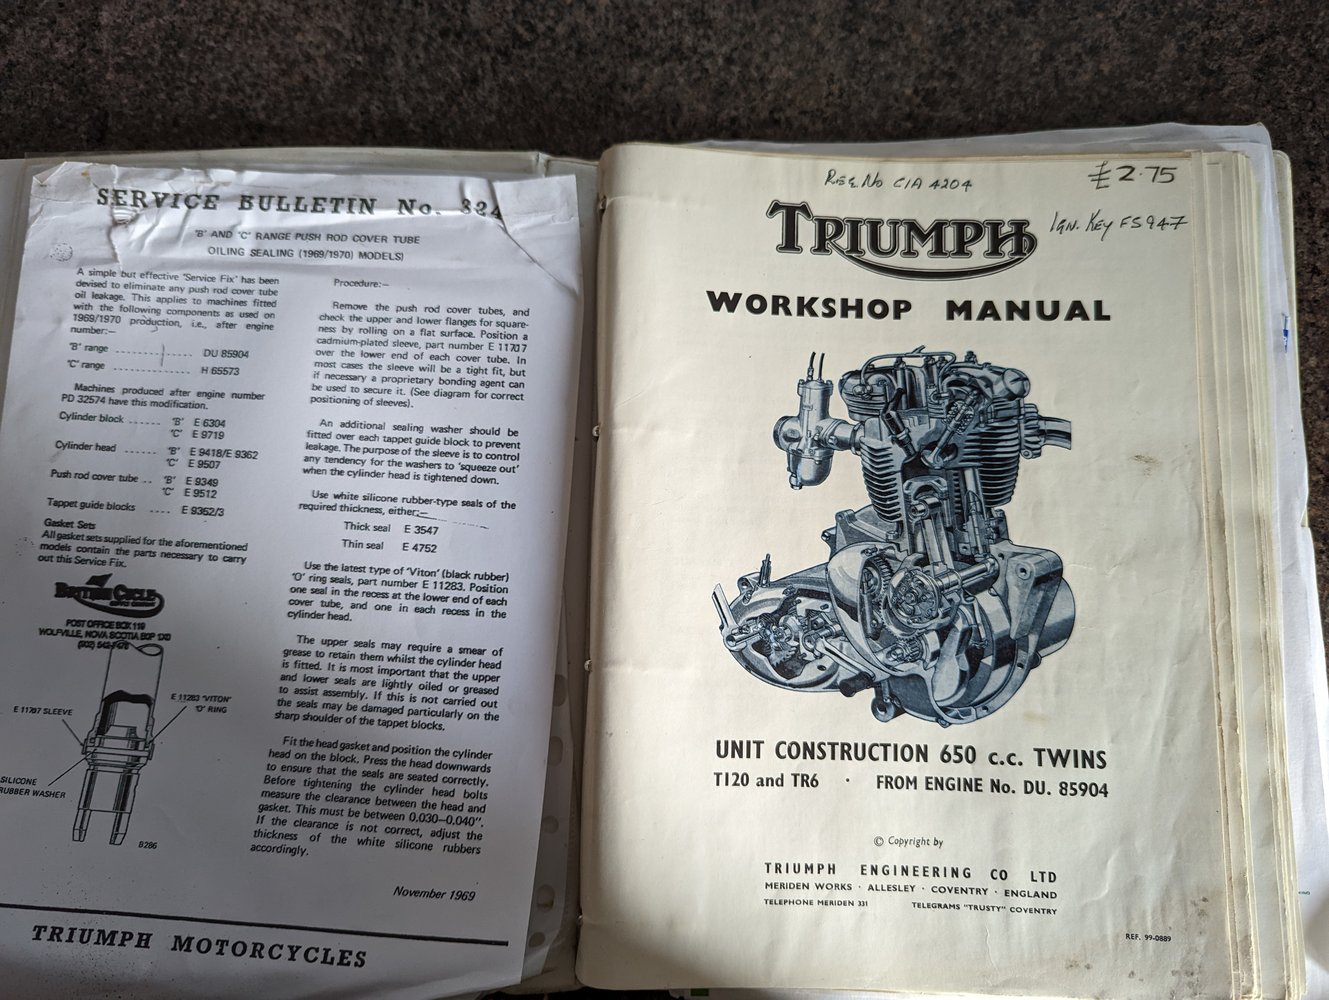 SERVICE BULLETIN No. 324
'B' AND 'C' RANGE PUSH ROD COVER TUBE
OILING SEALING (1969/1970) MODELS)
A simple but effective 'Service Fix' has been
devised to eliminate any push rod cover tube
oil leakage. This applies to machines fitted
with the following components as used on
1969/1970 production, i.e., after engine
number:—
'B' range .................... DU 85904
'C' range .................... H 65573
Machines produced after engine number
PD 32574 have this modification.
Cylinder block ........ 'B' E 6304
'C' E 9719
Cylinder head ........ 'B' E 9418/E 9362
'C' E 9507
Push rod cover tube .. 'B' E 9349
'C' E 9512
Tappet guide blocks .... E 9352/3
Gasket Sets
All gasket sets supplied for the aforementioned
models contain the parts necessary to carry
out this Service Fix.
BRITISH CYCLE
POST OFFICE BOX 119
WOLFVILLE, NOVA SCOTIA B0P 1X0
E 11707 SLEEVE
E 11283 'VITON'
'O' RING
SILICONE
RUBBER WASHER
B286
Procedure:—
Remove the push rod cover tubes, and
check the upper and lower flanges for square-
ness by rolling on a flat surface. Position a
cadmium-plated sleeve, part number E 11707
over the lower end of each cover tube. In
most cases the sleeve will be a tight fit, but
if necessary a proprietary bonding agent can
be used to secure it. (See diagram for correct
positioning of sleeves).
An additional sealing washer should be
fitted over each tappet guide block to prevent
leakage. The purpose of the sleeve is to control
any tendency for the washers to 'squeeze out'
when the cylinder head is tightened down.
Use white silicone rubber-type seals of the
required thickness, either:—
Thick seal E 3547
Thin seal E 4752
Use the latest type of 'Viton' (black rubber)
'O' ring seals, part number E 11283. Position
one seal in the recess at the lower end of each
cover tube, and one in each recess in the
cylinder head.
The upper seals may require a smear of
grease to retain them whilst the cylinder head
is fitted. It is most important that the upper
and lower seals are lightly oiled or greased
to assist assembly. If this is not carried out
the seals may be damaged particularly on the
sharp shoulder of the tappet blocks.
Fit the head gasket and position the cylinder
head on the block. Press the head downwards
to ensure that the seals are seated correctly.
Before tightening the cylinder head bolts
measure the clearance between the head and
gasket. This must be between 0.030—0.040".
If the clearance is not correct, adjust the
thickness of the white silicone rubbers
accordingly.
November 1969
TRIUMPH MOTORCYCLES
Reg. No CIA 4204
£2.75
Ign. Key FS947
TRIUMPH
WORKSHOP MANUAL
UNIT CONSTRUCTION 650 c.c. TWINS
T120 and TR6 · FROM ENGINE No. DU. 85904
© Copyright by
TRIUMPH ENGINEERING CO LTD
MERIDEN WORKS · ALLESLEY · COVENTRY · ENGLAND
TELEPHONE MERIDEN 331 TELEGRAMS "TRUSTY" COVENTRY
REF. 99-0889